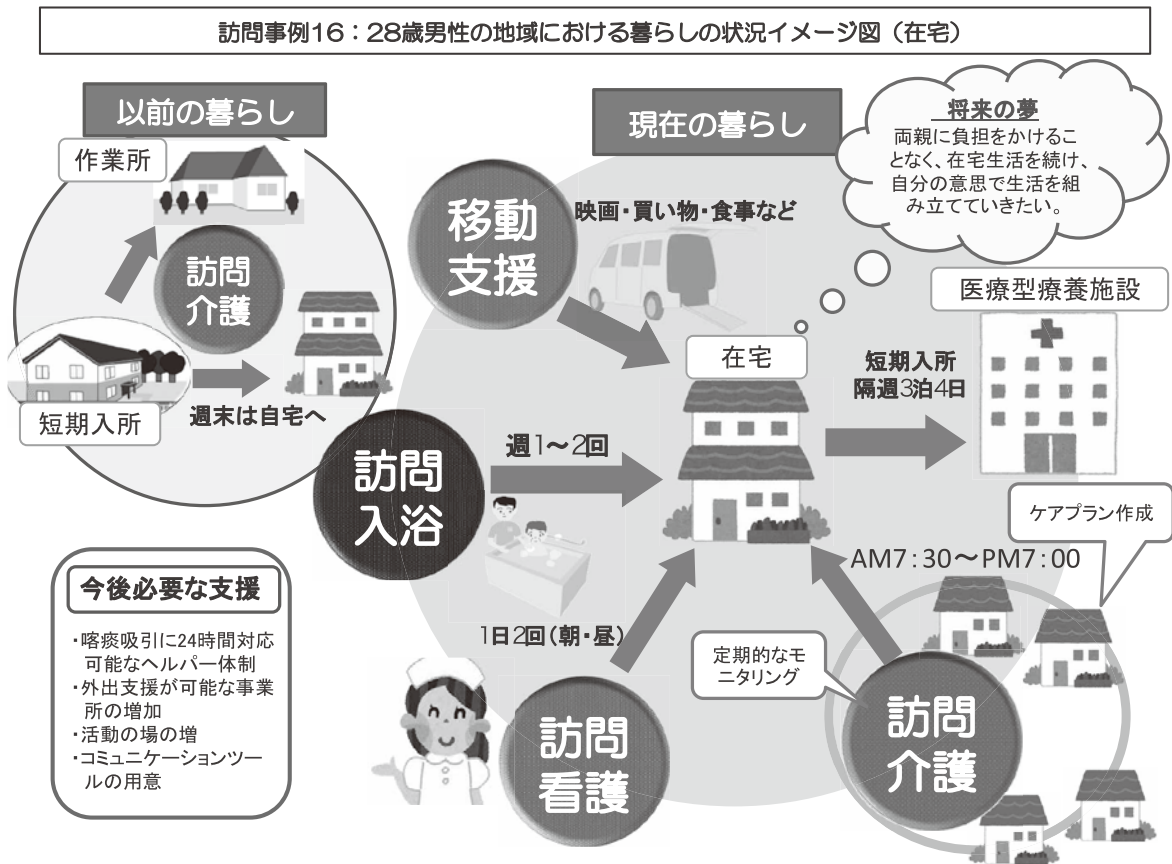 訪問事例16：28歳男性の地域における暮らしの状況イメージ図（在宅）
以前の暮らし
作業所
訪問
介護
短期入所
週末は自宅へ
現在の暮らし
将来の夢
両親に負担をかけるこ
となく、在宅生活を続け、
自分の意思で生活を組
み立てていきたい。
移動
支援
映画・買い物・食事など
在宅
医療型療養施設
短期入所
隔週3泊4日
訪問
入浴
週1～2回
ケアプラン作成
AM7：30～PM7：00
1日2回（朝・昼）
定期的なモ
ニタリング
訪問
看護
訪問
介護
今後必要な支援
・喀痰吸引に24時間対応
可能なヘルパー体制
・外出支援が可能な事業
所の増加
・活動の場の増
・コミュニケーションツー
ルの用意